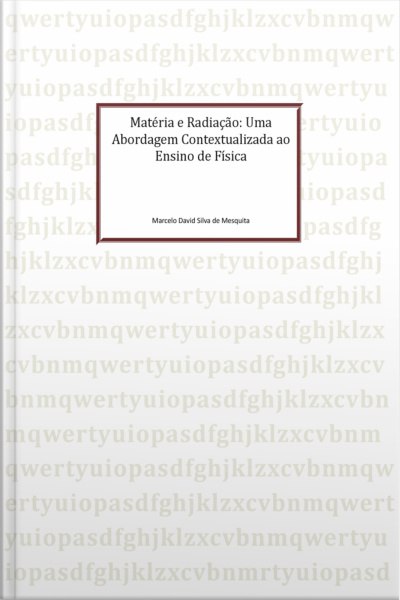 qwertyuiopasdfghjklzxcvbnmqw
ertyuiopasdfghjklzxcvbnmqwert
yuiopasdfghjklzxcvbnmqwertyu
Matéria e Radiação: Uma
Abordagem Contextualizada ao
Ensino de Física
Marcelo David Silva de Mesquita
hjklzxcvbnmqwertyuiopasdfghj
klzxcvbnmqwertyuiopasdfghjkl
zxcvbnmqwertyuiopasdfghjklzx
cvbnmqwertyuiopasdfghjklzxcv
bnmqwertyuiopasdfghjklzxcvbn
mqwertyuiopasdfghjklzxcvbnm
qwertyuiopasdfghjklzxcvbnmqw
ertyuiopasdfghjklzxcvbnmqwert
yuiopasdfghjklzxcvbnmqwertyu
iopasdfghjklzxcvbnmrtyuiopasd